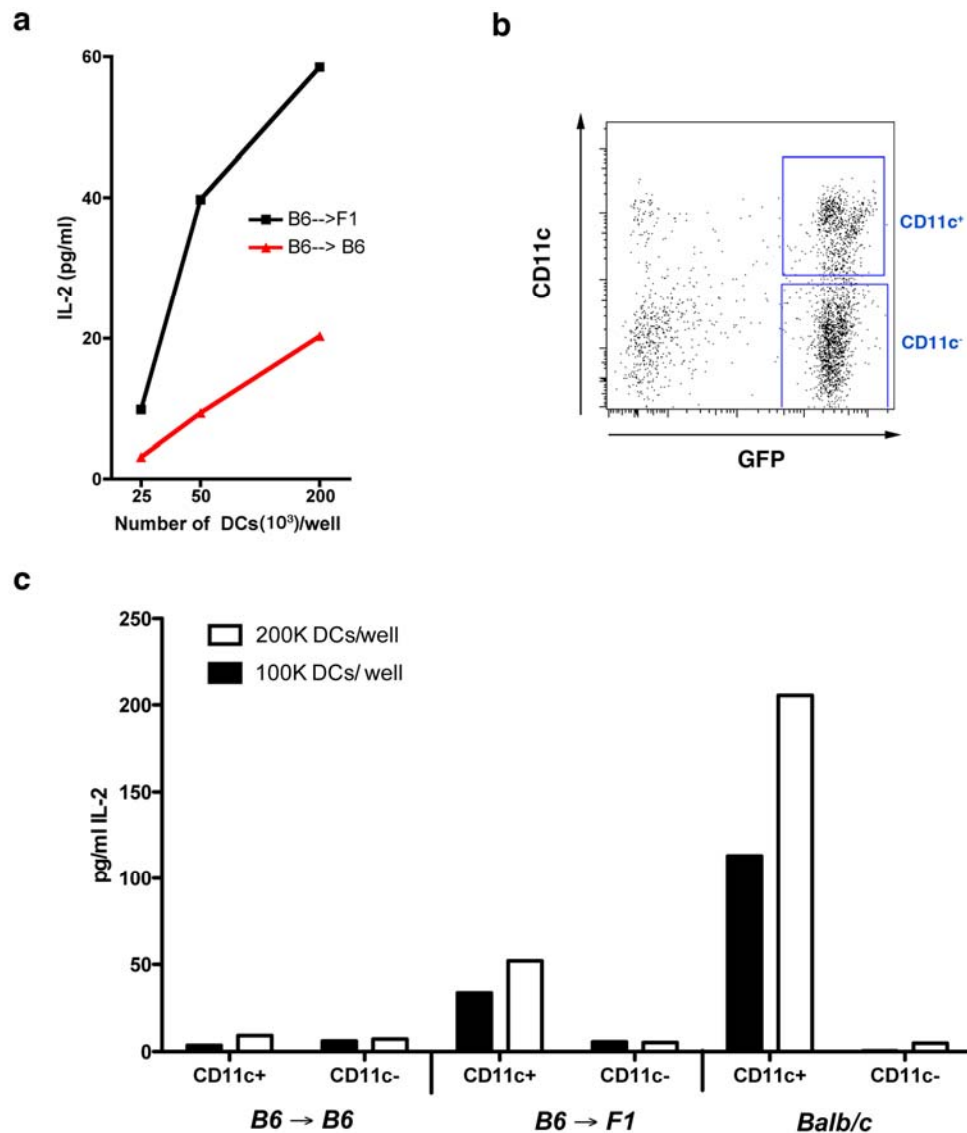 a
60
40
20
0
IL-2 (pg/ml)
B6-->F1
B6--> B6
25 50 200
Number of DCs(10³)/well
b
CD11c
CD11c⁺
CD11c⁻
GFP
c
250
200
150
100
50
0
pg/ml IL-2
200K DCs/well
100K DCs/ well
CD11c+ CD11c- CD11c+ CD11c- CD11c+ CD11c-
B6 → B6 B6 → F1 Balb/c